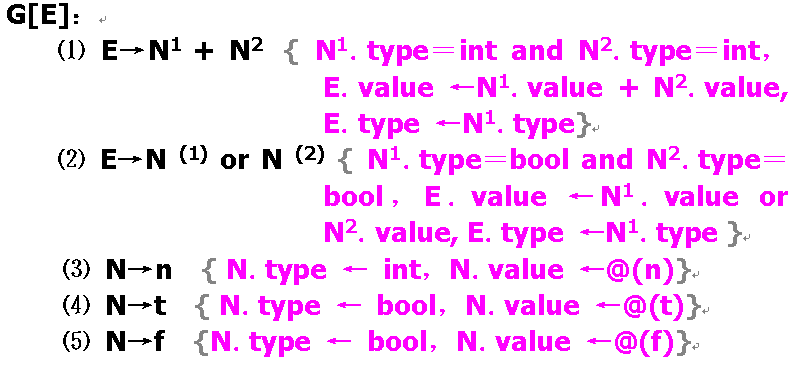 G[E]：
(1) E→N¹ + N² { N¹. type＝int and N². type＝int,
E. value ←N¹. value + N². value,
E. type ←N¹. type}
(2) E→N ⁽¹⁾ or N ⁽²⁾ { N¹. type＝bool and N². type＝
bool, E. value ←N¹. value or
N². value, E. type ←N¹. type }
(3) N→n { N. type ← int, N. value ←@(n)}
(4) N→t { N. type ← bool, N. value ←@(t)}
(5) N→f {N. type ← bool, N. value ←@(f)}